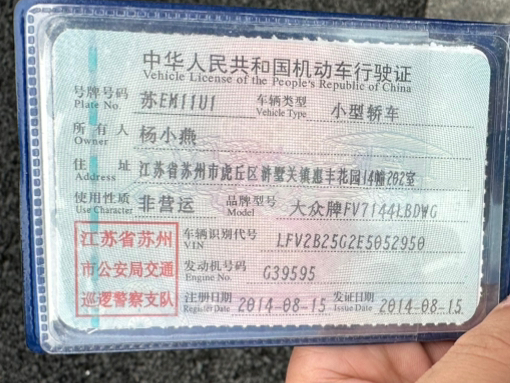 中华人民共和国机动车行驶证
Vehicle License of the People's Republic of China
号牌号码 苏EM11U1 车辆类型 小型轿车
Plate No. Vehicle Type
所有人 杨小燕
Owner
住址 江苏省苏州市虎丘区浒墅关镇惠丰花园14幢202室
Address
使用性质 非营运 品牌型号 大众牌FV7144LBDWG
Use Character Model
江苏省苏州 车辆识别代号 LFV2B25G2E5052950
VIN
市公安局交通 发动机号码 G39595
Engine No.
巡逻警察支队 注册日期 2014-08-15 发证日期 2014-08-15
Register Date Issue Date